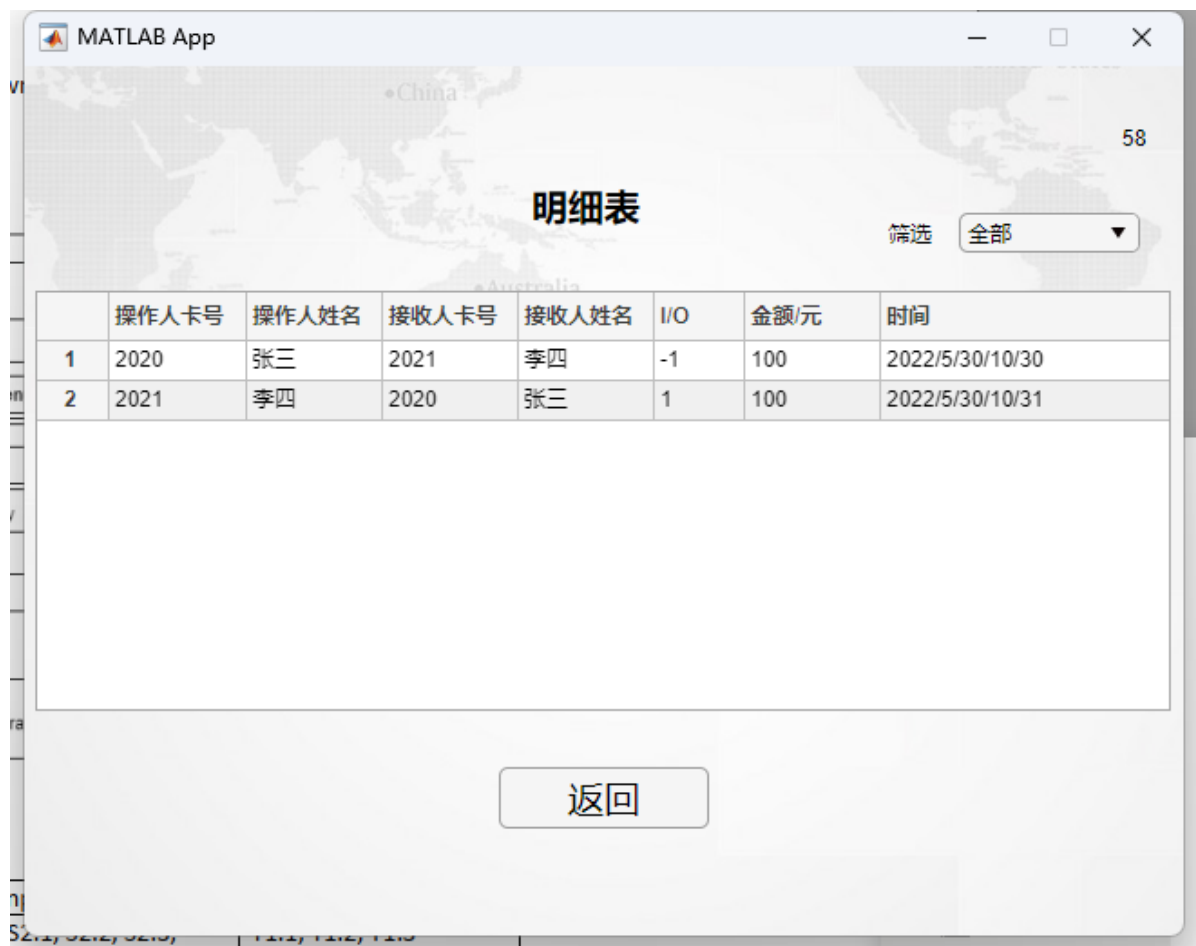 MATLAB App
China
58
明细表
筛选 全部
Australia
操作人卡号 操作人姓名 接收人卡号 接收人姓名 I/O 金额/元 时间
1 2020 张三 2021 李四 -1 100 2022/5/30/10/30
2 2021 李四 2020 张三 1 100 2022/5/30/10/31
返回